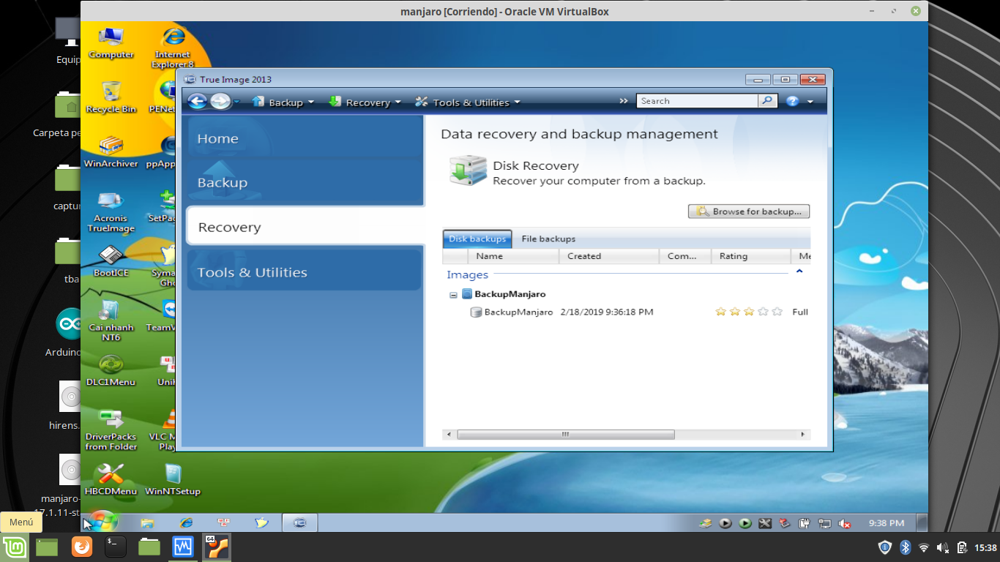 manjaro [Corriendo] - Oracle VM VirtualBox
Equip
Carpeta pe
captur
tba
Arduino
hirens.
manjaro-
17.1.11-st
Computer
Internet
Explorer 8
Recycle Bin
PENet
WinArchiver
ppApp
Acronis
TrueImage
SetPac
BootICE
Syma
Gho
Cai nhanh
NT6
TeamV
DLC1Menu
Unik
DriverPacks
from Folder
VLC M
Play
HBCDMenu
WinNTSetup
True Image 2013
Backup
Recovery
Tools & Utilities
Search
Home
Backup
Recovery
Tools & Utilities
Data recovery and backup management
Disk Recovery
Recover your computer from a backup.
Browse for backup...
Disk backups
File backups
Name
Created
Com...
Rating
Me
Images
BackupManjaro
BackupManjaro 2/18/2019 9:36:18 PM Full
9:38 PM
Menú
64
15:38